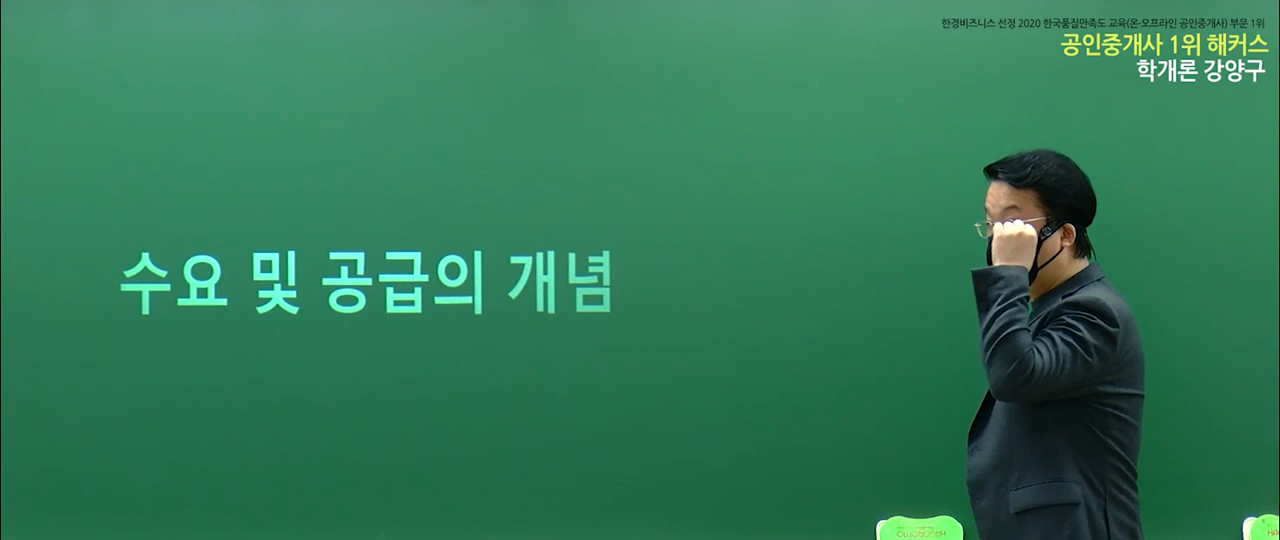 한경비즈니스 선정 2020 한국품질만족도 교육(온·오프라인 공인중개사) 부문 1위
공인중개사 1위 해커스
학개론 강양구
수요 및 공급의 개념